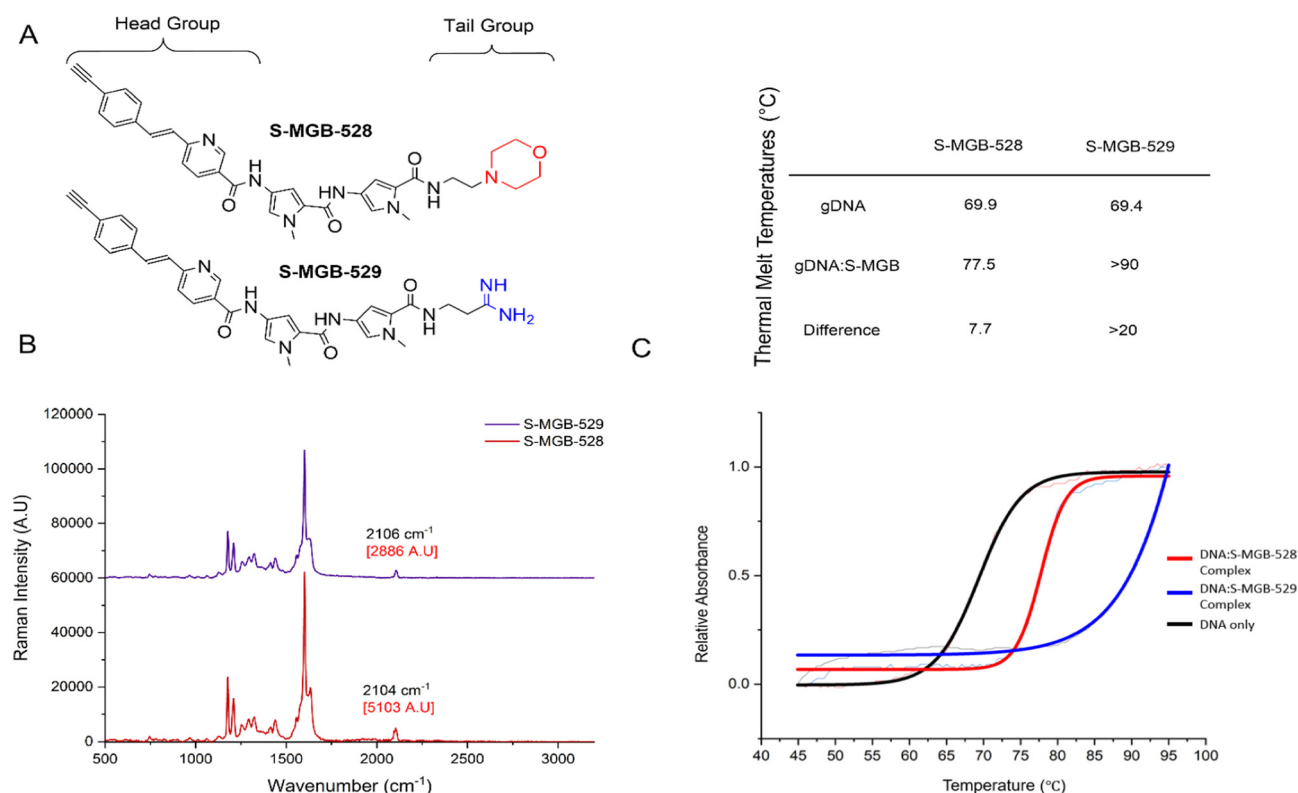 A
Head Group
Tail Group
S-MGB-528
N
O
H
N
O
H
N
O
N
H
N
N
N
O
S-MGB-529
N
O
H
N
O
H
N
O
N
H
N
N
NH
NH2
Thermal Melt Temperatures (°C)
S-MGB-528 S-MGB-529
gDNA 69.9 69.4
gDNA:S-MGB 77.5 >90
Difference 7.7 >20
B
120000
100000
80000
60000
40000
20000
0
Raman Intensity (A.U)
S-MGB-529
S-MGB-528
2106 cm-1
[2886 A.U]
2104 cm-1
[5103 A.U]
500 1000 1500 2000 2500 3000
Wavenumber (cm-1)
C
1.0
0.5
0.0
Relative Absorbance
DNA:S-MGB-528
Complex
DNA:S-MGB-529
Complex
DNA only
40 45 50 55 60 65 70 75 80 85 90 95 100
Temperature (°C)